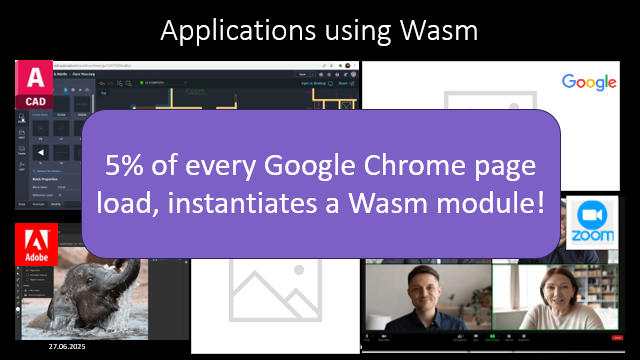 Applications using Wasm
A
CAD
Google
5% of every Google Chrome page
load, instantiates a Wasm module!
Adobe
zoom
27.06.2025